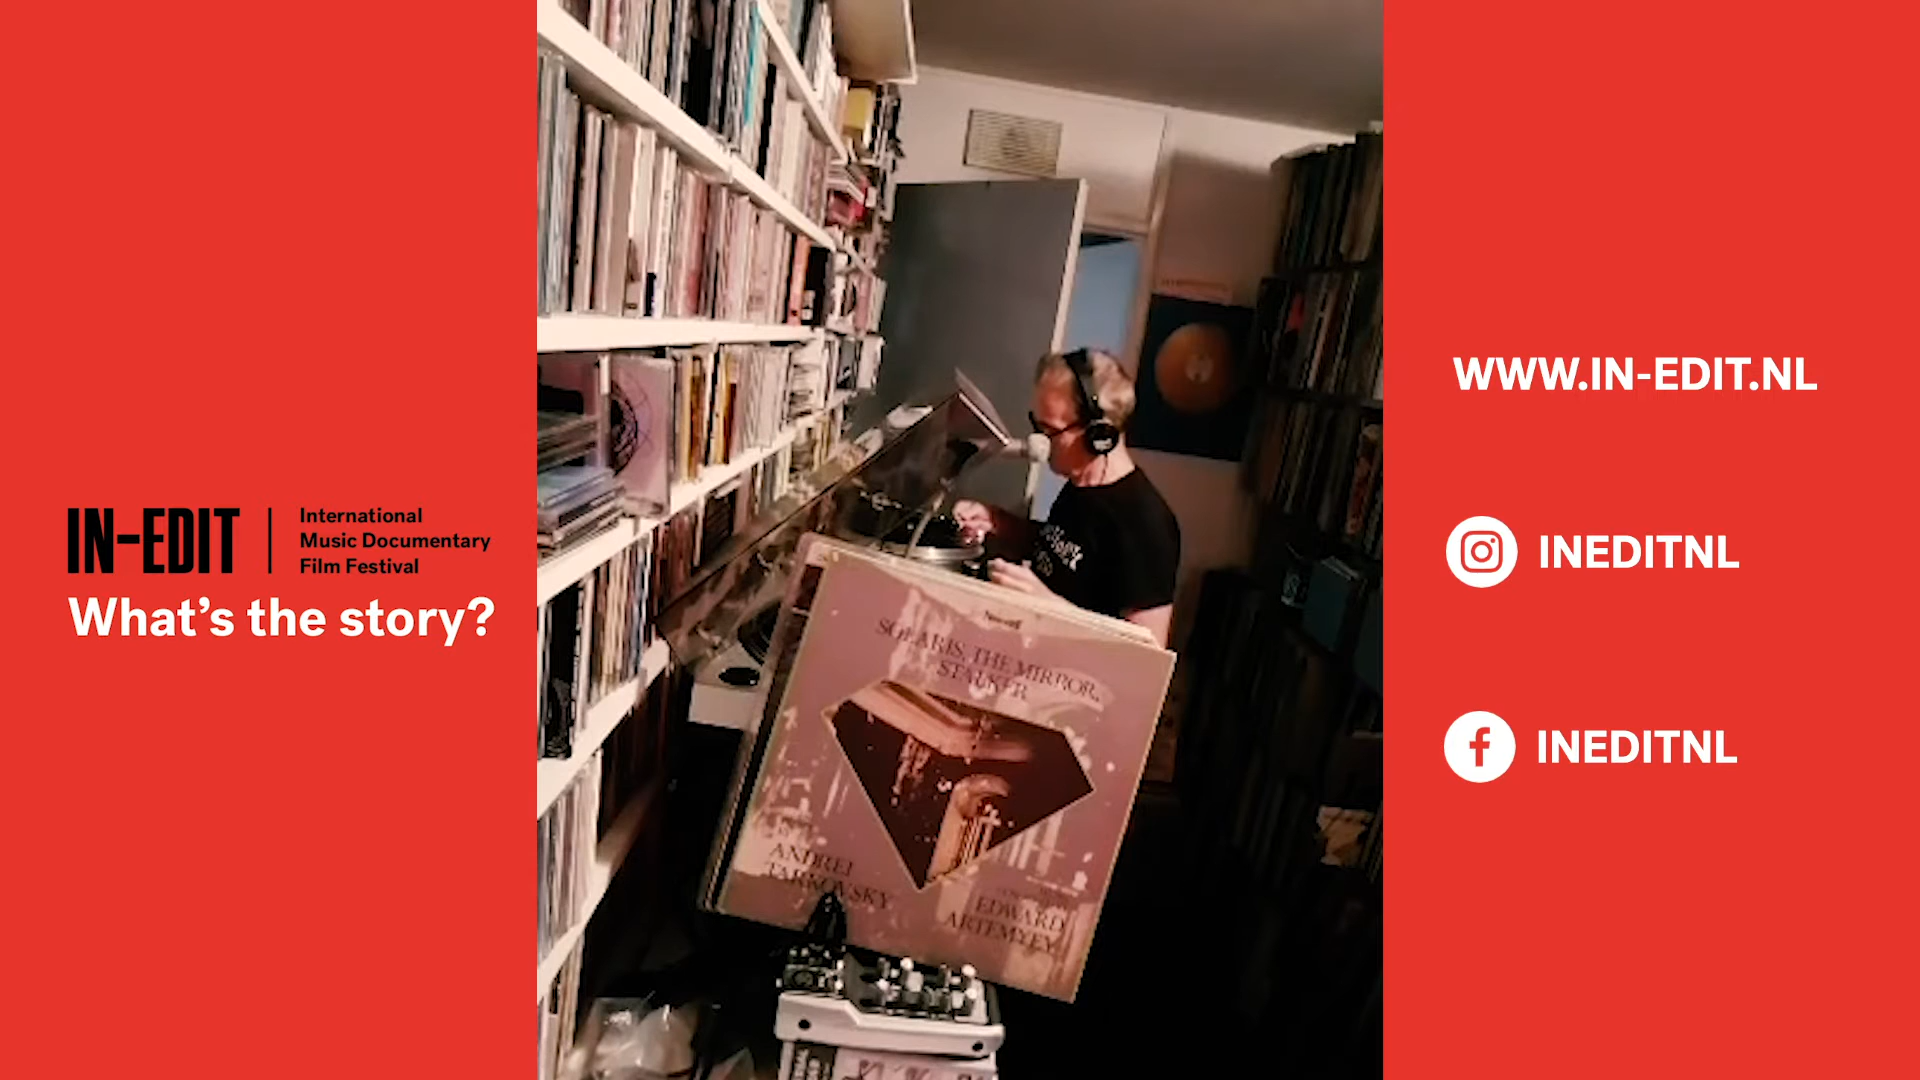 IN-EDIT
International
Music Documentary
Film Festival
What's the story?
SOLARIS, THE MIRROR,
STALKER
ANDREI
TARKOVSKY
EDWARD
ARTEMYEV
WWW.IN-EDIT.NL
INEDITNL
INEDITNL